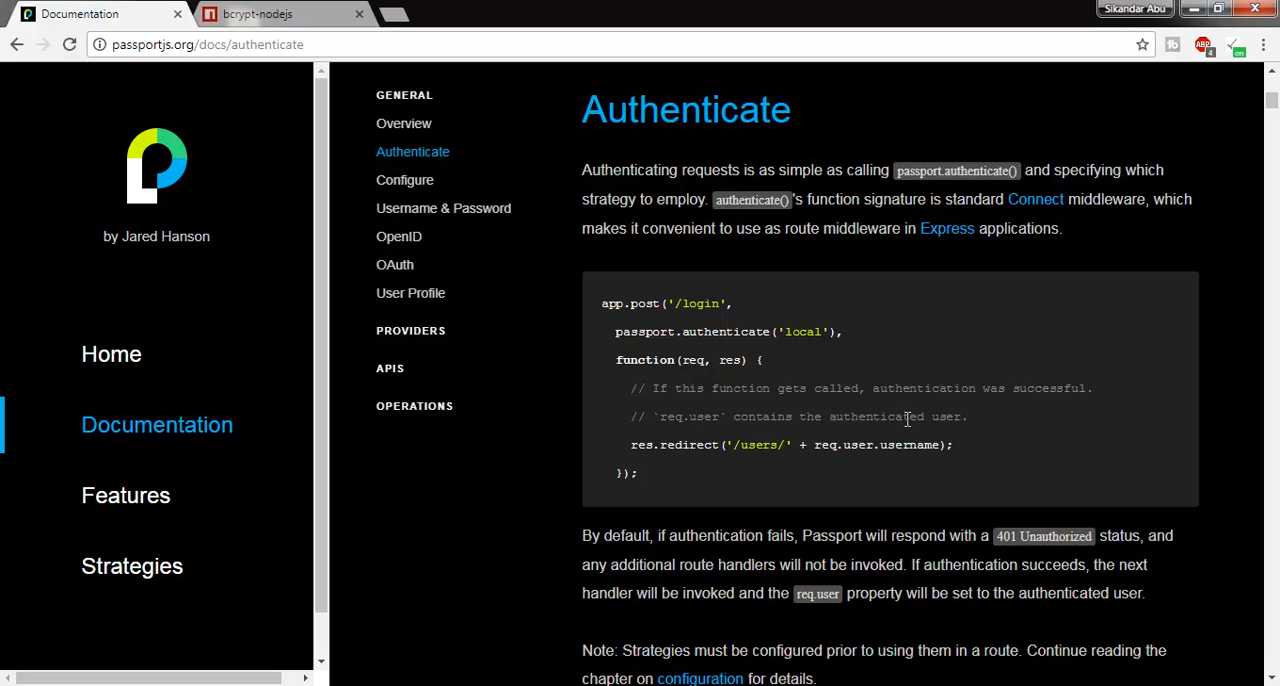 Documentation
bcrypt-nodejs
Sikandar Abu
passportjs.org/docs/authenticate
ABP
4
on
by Jared Hanson
Home
Documentation
Features
Strategies
GENERAL
Overview
Authenticate
Configure
Username & Password
OpenID
OAuth
User Profile
PROVIDERS
APIS
OPERATIONS
Authenticate
Authenticating requests is as simple as calling passport.authenticate() and specifying which
strategy to employ. authenticate()'s function signature is standard Connect middleware, which
makes it convenient to use as route middleware in Express applications.
app.post('/login',
passport.authenticate('local'),
function(req, res) {
// If this function gets called, authentication was successful.
// `req.user` contains the authenticated user.
res.redirect('/users/' + req.user.username);
});
By default, if authentication fails, Passport will respond with a 401 Unauthorized status, and
any additional route handlers will not be invoked. If authentication succeeds, the next
handler will be invoked and the req.user property will be set to the authenticated user.
Note: Strategies must be configured prior to using them in a route. Continue reading the
chapter on configuration for details.